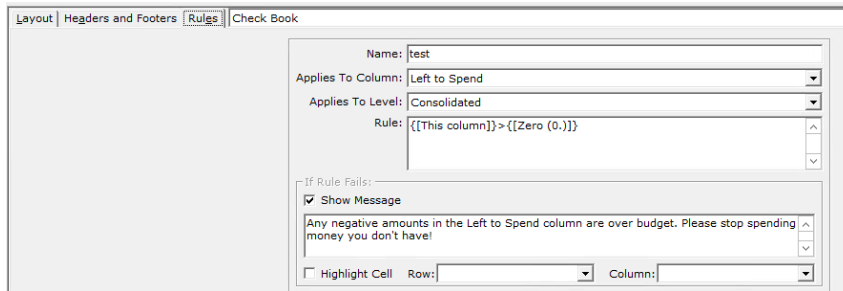 Layout Headers and Footers Rules Check Book
Name: test
Applies To Column: Left to Spend
Applies To Level: Consolidated
Rule: {[This column]}>{[Zero (0.)]}
If Rule Fails:
Show Message
Any negative amounts in the Left to Spend column are over budget. Please stop spending
money you don't have!
Highlight Cell Row: Column: